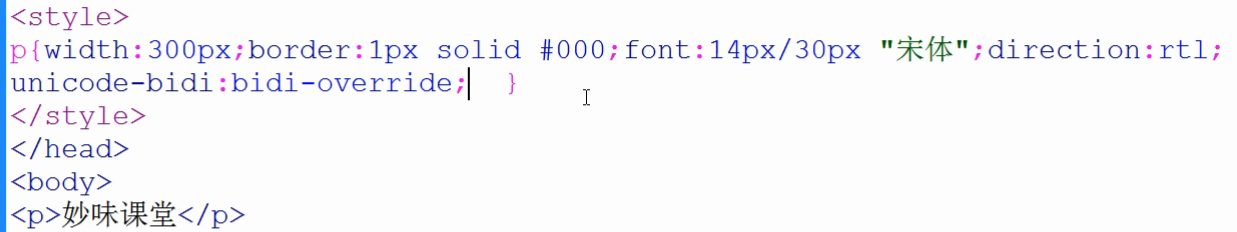 <style>
p{width:300px;border:1px solid #000;font:14px/30px "宋体";direction:rtl;
unicode-bidi:bidi-override;  }
</style>
</head>
<body>
<p>妙味课堂</p>